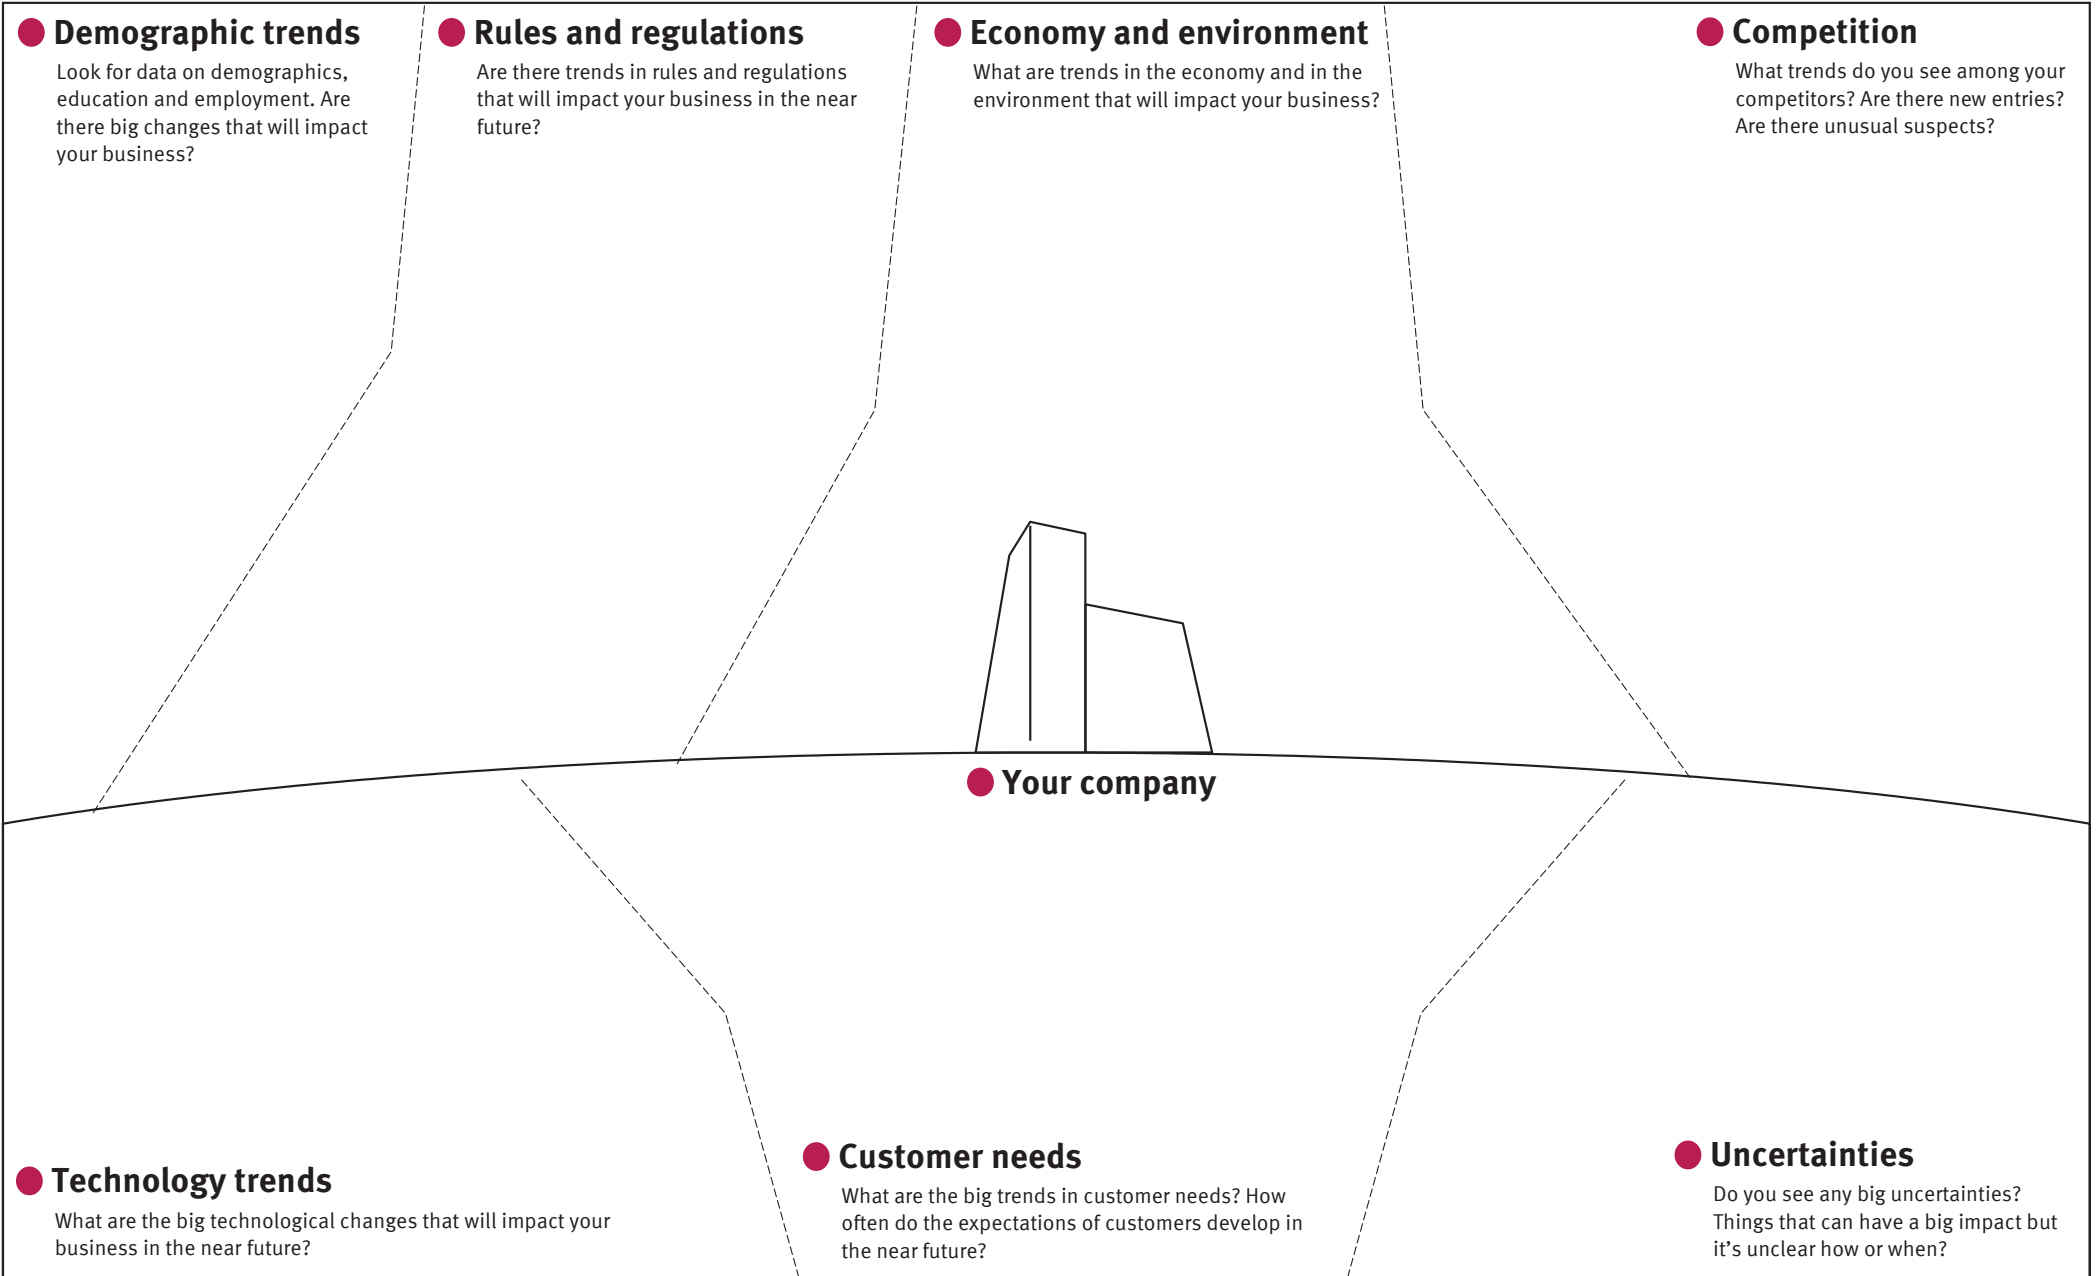 Demographic trends
Look for data on demographics,
education and employment. Are
there big changes that will impact
your business?
Rules and regulations
Are there trends in rules and regulations
that will impact your business in the near
future?
Economy and environment
What are trends in the economy and in the
environment that will impact your business?
Competition
What trends do you see among your
competitors? Are there new entries?
Are there unusual suspects?
Your company
Technology trends
What are the big technological changes that will impact your
business in the near future?
Customer needs
What are the big trends in customer needs? How
often do the expectations of customers develop in
the near future?
Uncertainties
Do you see any big uncertainties?
Things that can have a big impact but
it’s unclear how or when?